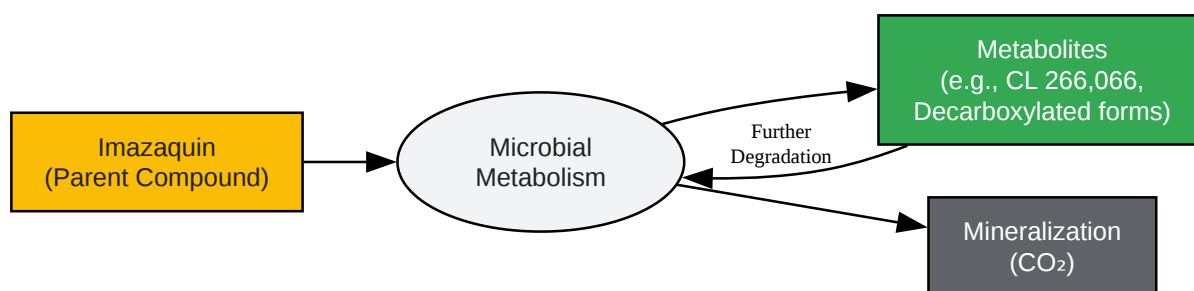 Imazaquin
(Parent Compound)
Microbial
Metabolism
Further
Degradation
Metabolites
(e.g., CL 266,066,
Decarboxylated forms)
Mineralization
(CO₂)